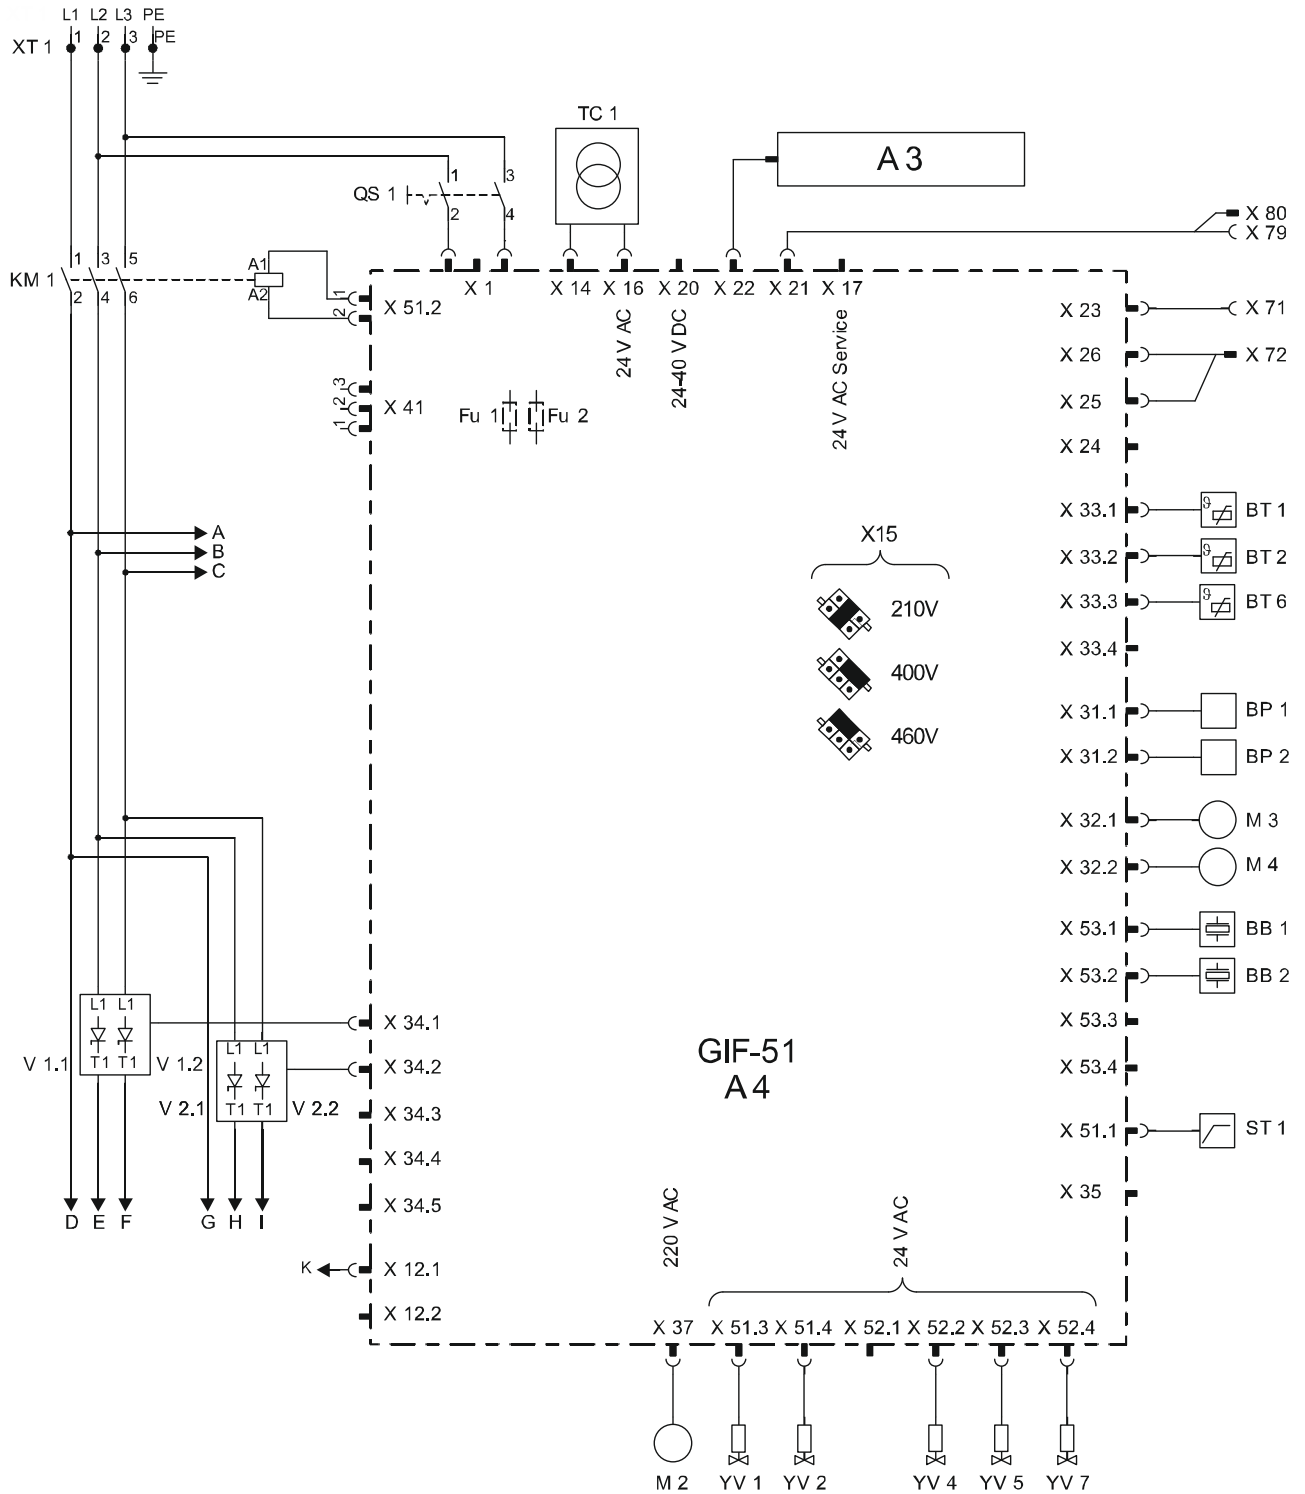 L1 L2 L3 PE
XT 1 1 2 3 PE
TC 1
A 3
QS 1 1 3
2 4
X 80
X 79
KM 1 1 3 5
2 4 6
A1
A2
1
2
X 51.2
X 1 X 14 X 16 X 20 X 22 X 21 X 17
24 V AC
24-40 V DC
24 V AC Service
3
2
1
X 41
Fu 1 Fu 2
X 23 X 71
X 26 X 72
X 25
X 24
A
B
C
X15
210V
400V
460V
X 33.1 ϑ BT 1
X 33.2 ϑ BT 2
X 33.3 ϑ BT 6
X 33.4
X 31.1 BP 1
X 31.2 BP 2
X 32.1 M 3
X 32.2 M 4
X 53.1 BB 1
X 53.2 BB 2
X 53.3
X 53.4
X 51.1 ST 1
X 35
L1 L1
T1 T1
V 1.1 V 1.2
L1 L1
T1 T1
V 2.1 V 2.2
X 34.1
X 34.2
X 34.3
X 34.4
X 34.5
GIF-51
A 4
D E F G H I
K X 12.1
X 12.2
220 V AC
24 V AC
X 37 X 51.3 X 51.4 X 52.1 X 52.2 X 52.3 X 52.4
M 2 YV 1 YV 2 YV 4 YV 5 YV 7